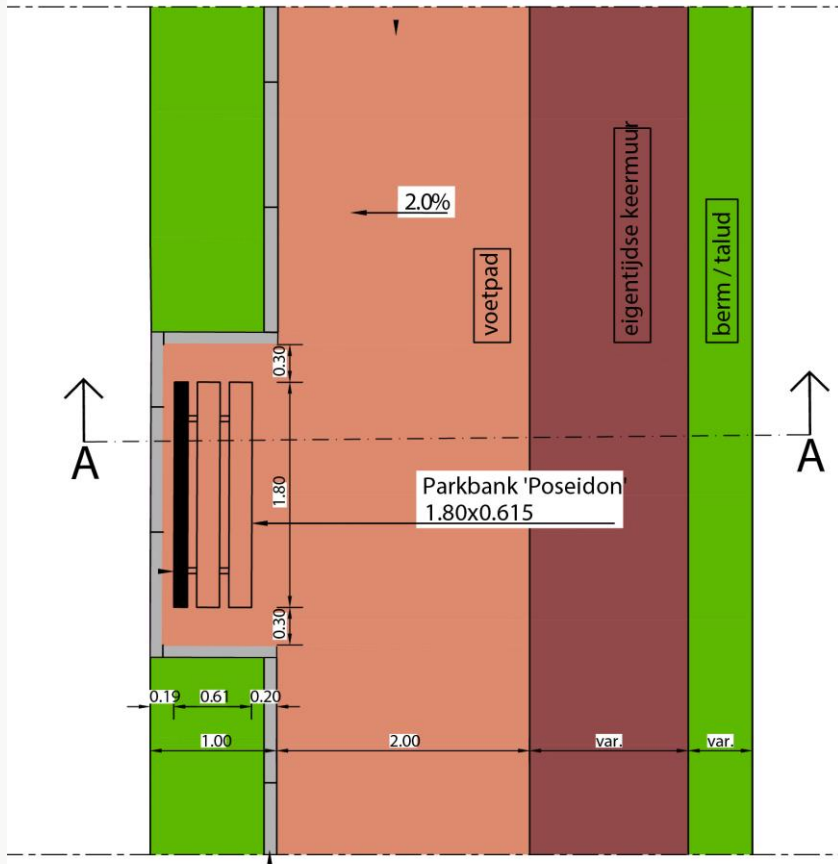 2.0%
voetpad
eigentijdse keermuur
berm / talud
0.30
A
A
1.80
Parkbank 'Poseidon'
1.80x0.615
0.30
0.19
0.61
0.20
1.00
2.00
var.
var.